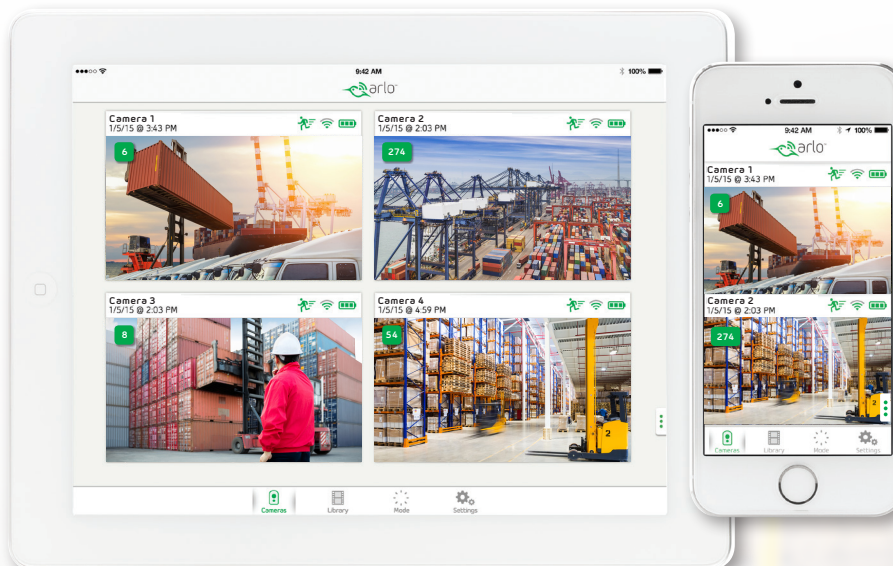 9:42 AM
100%
arlo
Camera 1
1/5/15 @ 3:43 PM
6
Camera 2
1/5/15 @ 2:03 PM
274
Camera 3
1/5/15 @ 2:03 PM
8
Camera 4
1/5/15 @ 4:59 PM
54
2
Cameras
Library
Mode
Settings
9:42 AM
100%
arlo
Camera 1
1/5/15 @ 3:43 PM
6
Camera 2
1/5/15 @ 2:03 PM
274
2
Cameras
Library
Mode
Settings